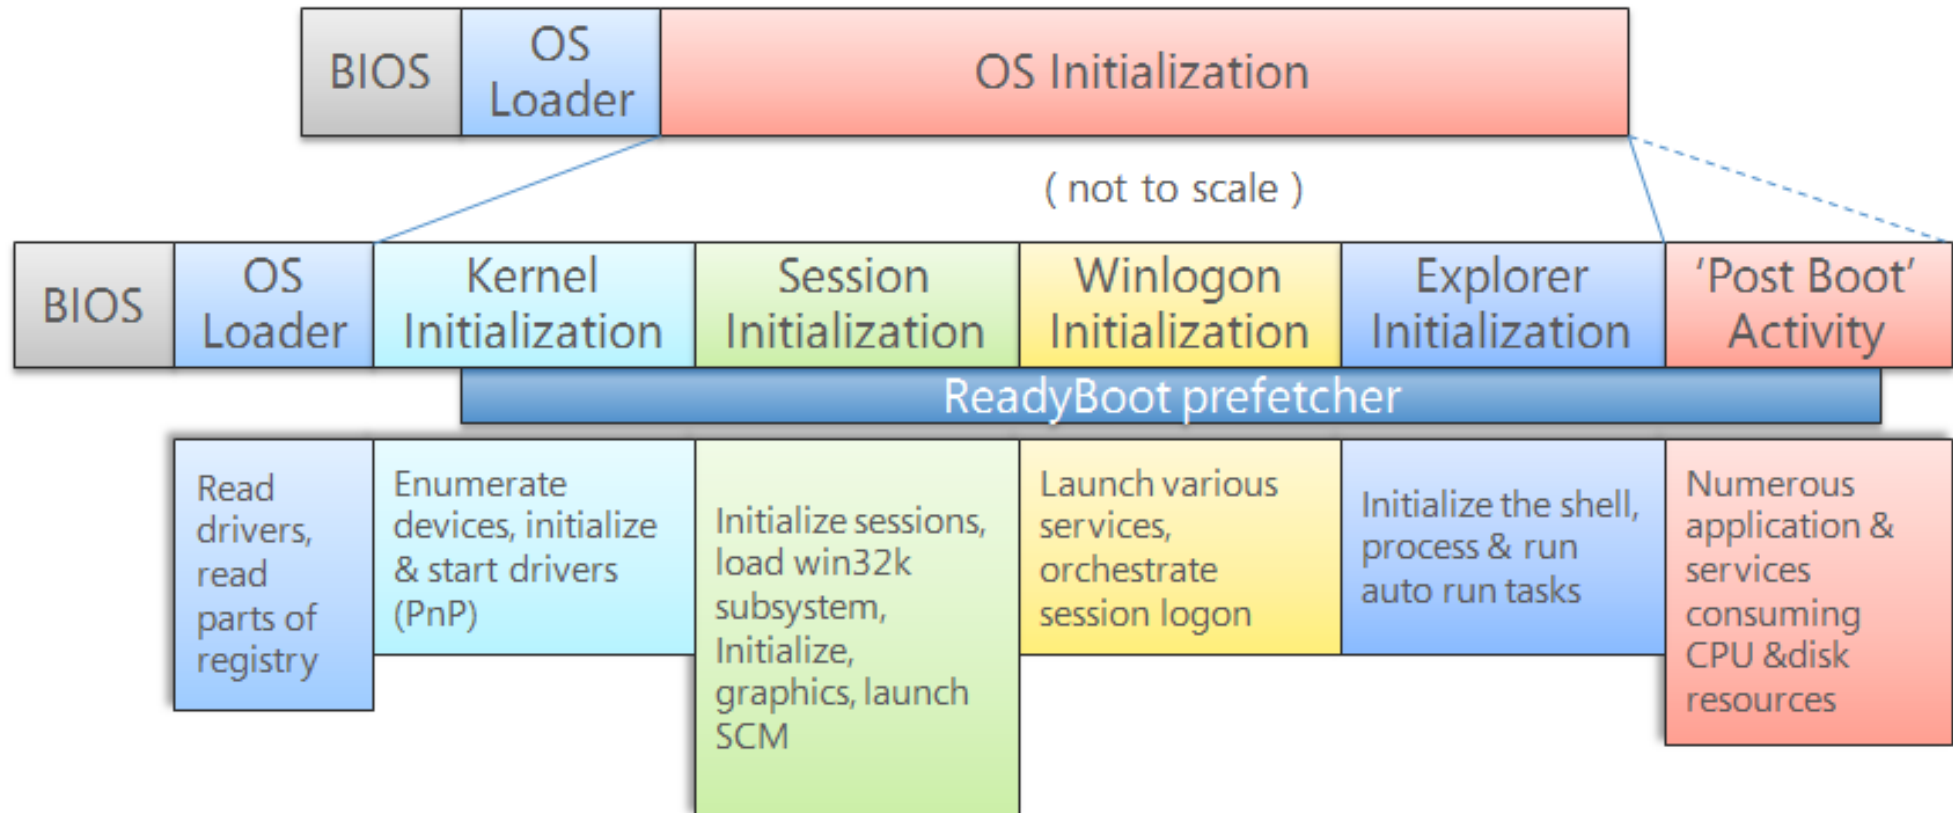 BIOS
OS
Loader
OS Initialization
( not to scale )
BIOS
OS
Loader
Kernel
Initialization
Session
Initialization
Winlogon
Initialization
Explorer
Initialization
‘Post Boot’
Activity
ReadyBoot prefetcher
Read
drivers,
read
parts of
registry
Enumerate
devices, initialize
& start drivers
(PnP)
Initialize sessions,
load win32k
subsystem,
Initialize,
graphics, launch
SCM
Launch various
services,
orchestrate
session logon
Initialize the shell,
process & run
auto run tasks
Numerous
application &
services
consuming
CPU &disk
resources